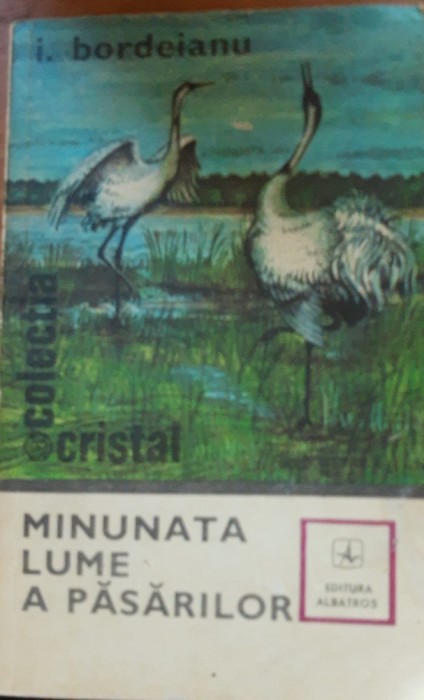 i. bordeianu
colecția
cristal
MINUNATA
LUME
A PĂSĂRILOR
EDITURA
ALBATROS